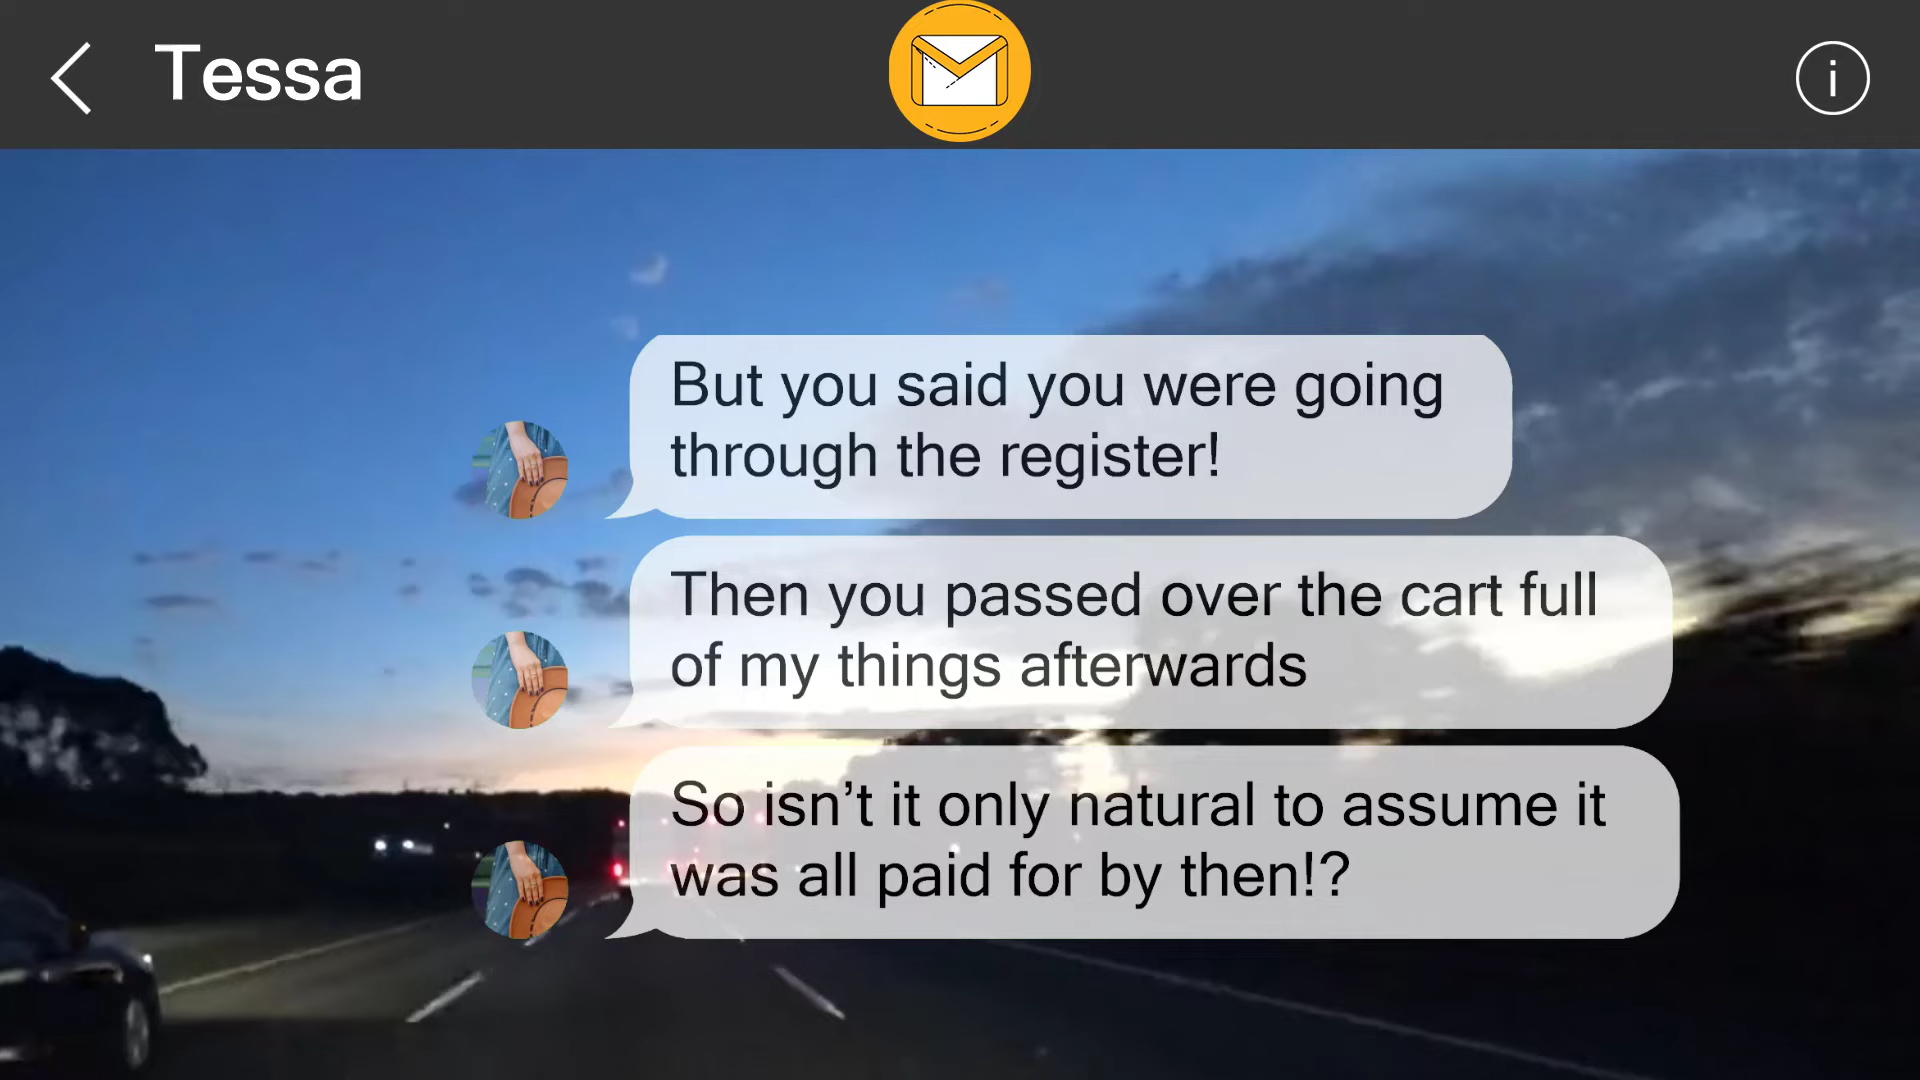 Tessa
i
But you said you were going
through the register!
Then you passed over the cart full
of my things afterwards
So isn’t it only natural to assume it
was all paid for by then!?